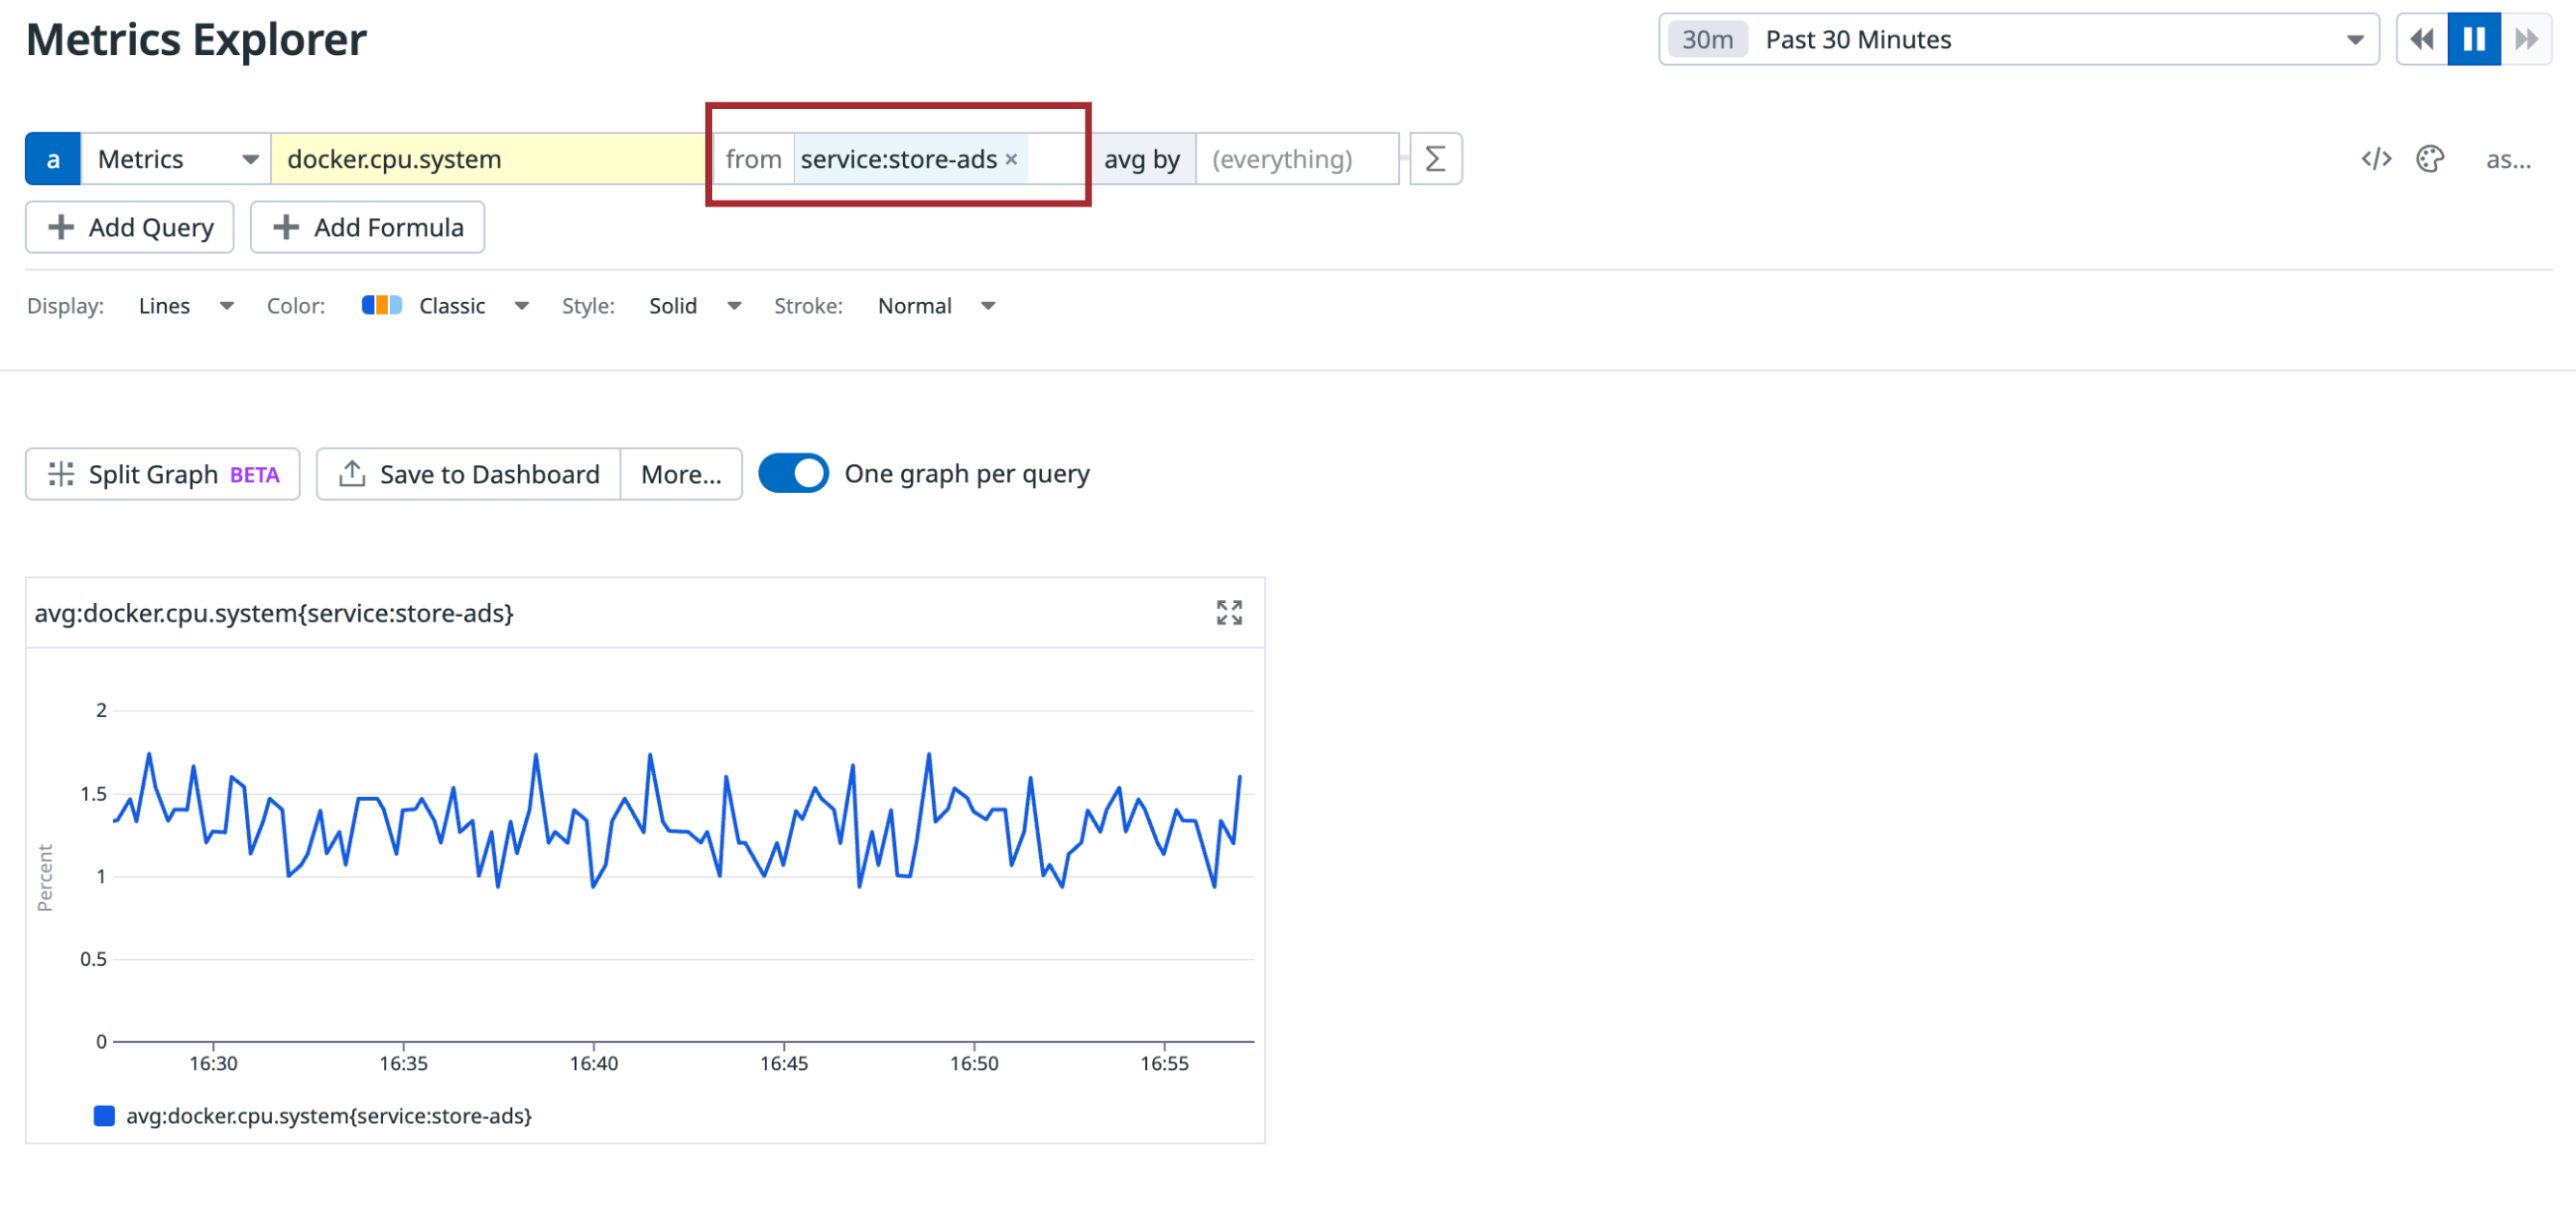 Metrics Explorer
30m Past 30 Minutes
a Metrics docker.cpu.system from service:store-ads × avg by (everything) Σ </> as...
+ Add Query + Add Formula
Display: Lines Color: Classic Style: Solid Stroke: Normal
Split Graph BETA Save to Dashboard More... One graph per query
avg:docker.cpu.system{service:store-ads}
Percent
2
1.5
1
0.5
0
16:30 16:35 16:40 16:45 16:50 16:55
avg:docker.cpu.system{service:store-ads}